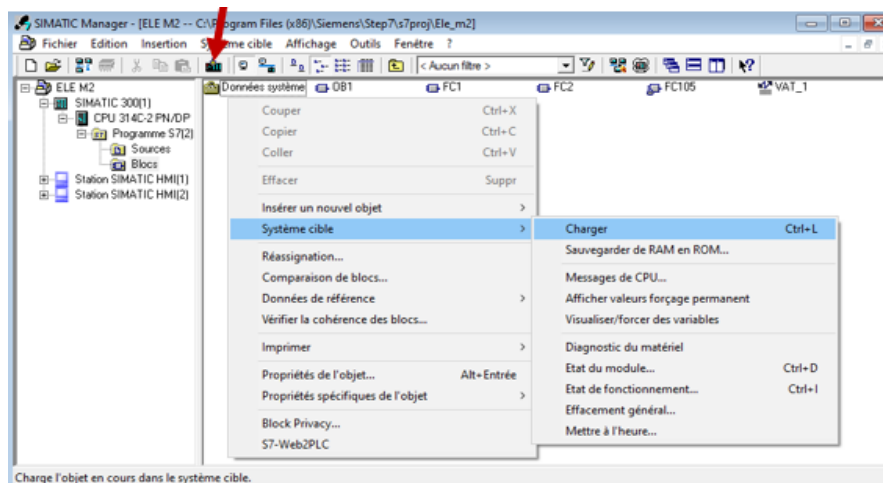 SIMATIC Manager - [ELE M2 -- C:\Program Files (x86)\Siemens\Step7\s7proj\Ele_m2]
Fichier Edition Insertion Système cible Affichage Outils Fenêtre ?
< Aucun filtre >
ELE M2
SIMATIC 300(1)
CPU 314C-2 PN/DP
Programme S7(2)
Sources
Blocs
Station SIMATIC HMI(1)
Station SIMATIC HMI(2)
Données système OB1 FC1 FC2 FC105 VAT_1
Couper Ctrl+X
Copier Ctrl+C
Coller Ctrl+V
Effacer Suppr
Insérer un nouvel objet >
Système cible >
Réassignation...
Comparaison de blocs...
Données de référence >
Vérifier la cohérence des blocs...
Imprimer >
Propriétés de l'objet... Alt+Entrée
Propriétés spécifiques de l'objet >
Block Privacy...
S7-Web2PLC
Charger Ctrl+L
Sauvegarder de RAM en ROM...
Messages de CPU...
Afficher valeurs forçage permanent
Visualiser/forcer des variables
Diagnostic du matériel
Etat du module... Ctrl+D
Etat de fonctionnement... Ctrl+I
Effacement général...
Mettre à l'heure...
Charge l'objet en cours dans le système cible.